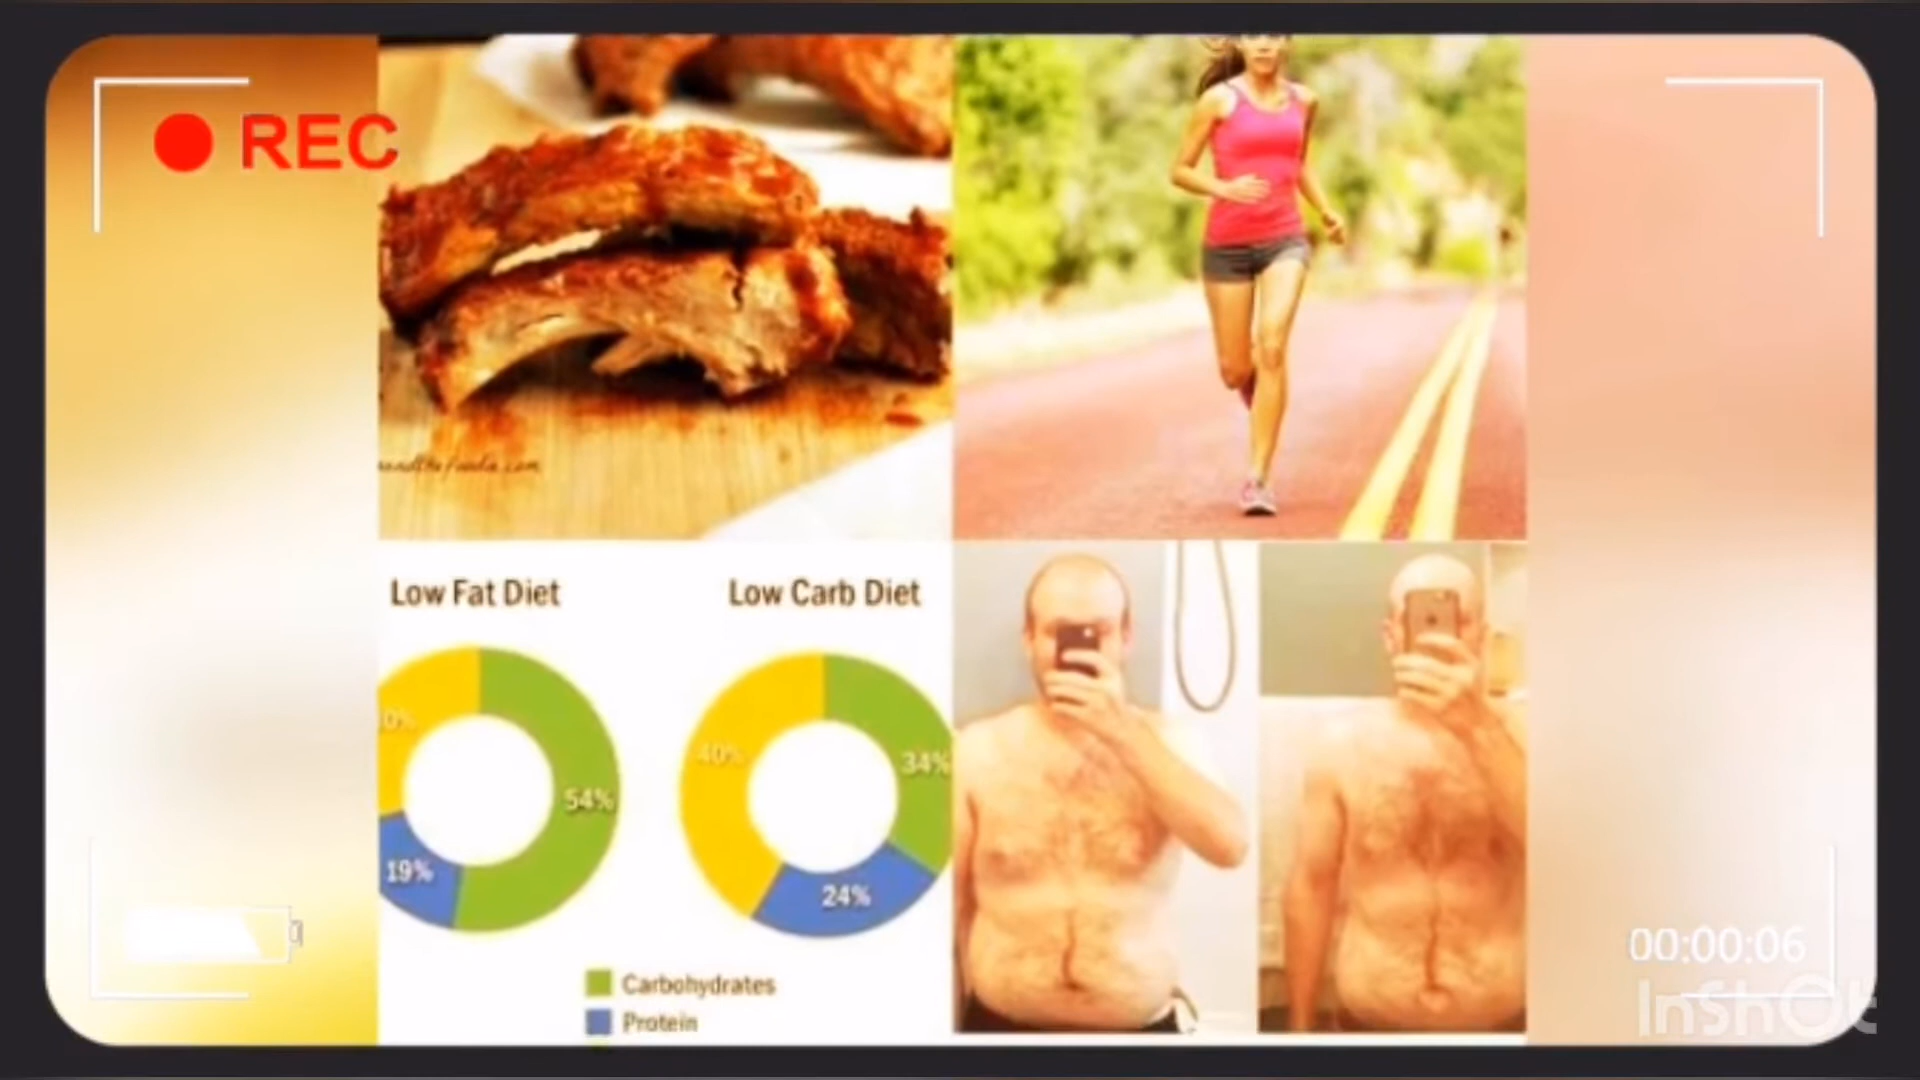 REC
Low Fat Diet
Low Carb Diet
54%
19%
40%
34%
24%
Carbohydrates
Protein
00:00:06
InShOt